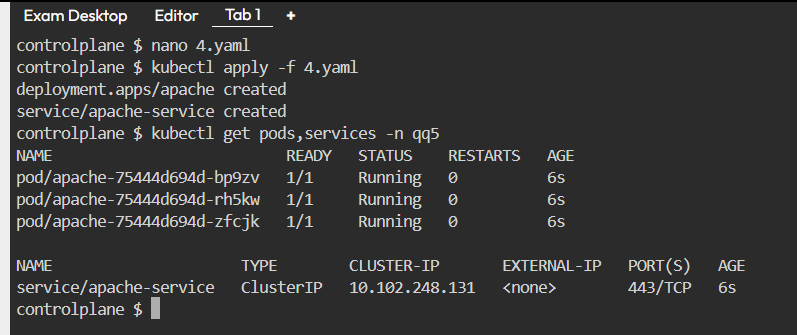 Exam Desktop Editor Tab 1 +
controlplane $ nano 4.yaml
controlplane $ kubectl apply -f 4.yaml
deployment.apps/apache created
service/apache-service created
controlplane $ kubectl get pods,services -n qq5
NAME READY STATUS RESTARTS AGE
pod/apache-75444d694d-bp9zv 1/1 Running 0 6s
pod/apache-75444d694d-rh5kw 1/1 Running 0 6s
pod/apache-75444d694d-zfcjk 1/1 Running 0 6s
NAME TYPE CLUSTER-IP EXTERNAL-IP PORT(S) AGE
service/apache-service ClusterIP 10.102.248.131 <none> 443/TCP 6s
controlplane $